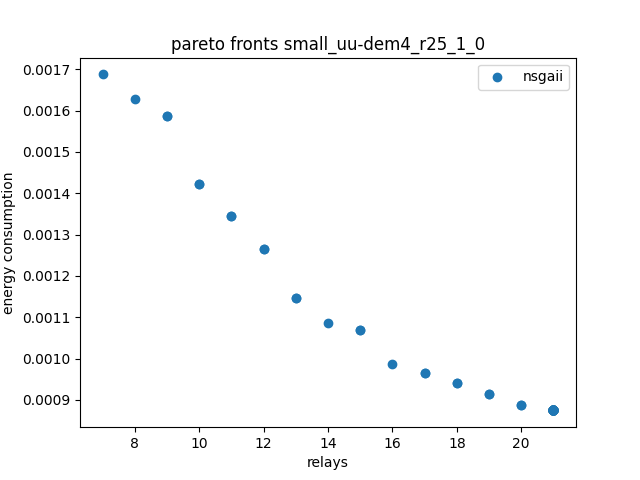 pareto fronts small_uu-dem4_r25_1_0
nsgaii
0.0017
0.0016
0.0015
0.0014
0.0013
0.0012
0.0011
0.0010
0.0009
energy consumption
8 10 12 14 16 18 20
relays